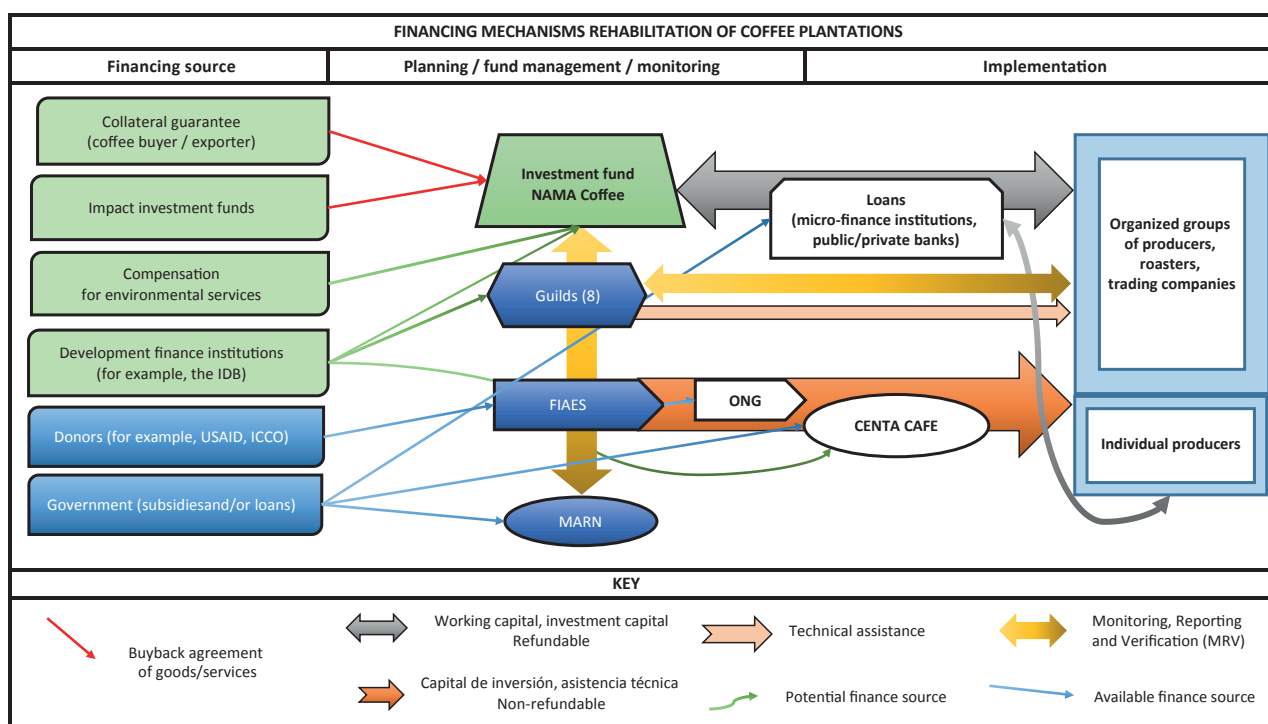 FINANCING MECHANISMS REHABILITATION OF COFFEE PLANTATIONS
Financing source
Planning / fund management / monitoring
Implementation
Collateral guarantee
(coffee buyer / exporter)
Impact investment funds
Compensation
for environmental services
Development finance institutions
(for example, the IDB)
Donors (for example, USAID, ICCO)
Government (subsidiesand/or loans)
Investment fund
NAMA Coffee
Guilds (8)
FIAES
MARN
Loans
(micro-finance institutions,
public/private banks)
ONG
CENTA CAFE
Organized groups
of producers,
roasters,
trading companies
Individual producers
KEY
Buyback agreement
of goods/services
Working capital, investment capital
Refundable
Capital de inversión, asistencia técnica
Non-refundable
Technical assistance
Potential finance source
Monitoring, Reporting
and Verification (MRV)
Available finance source